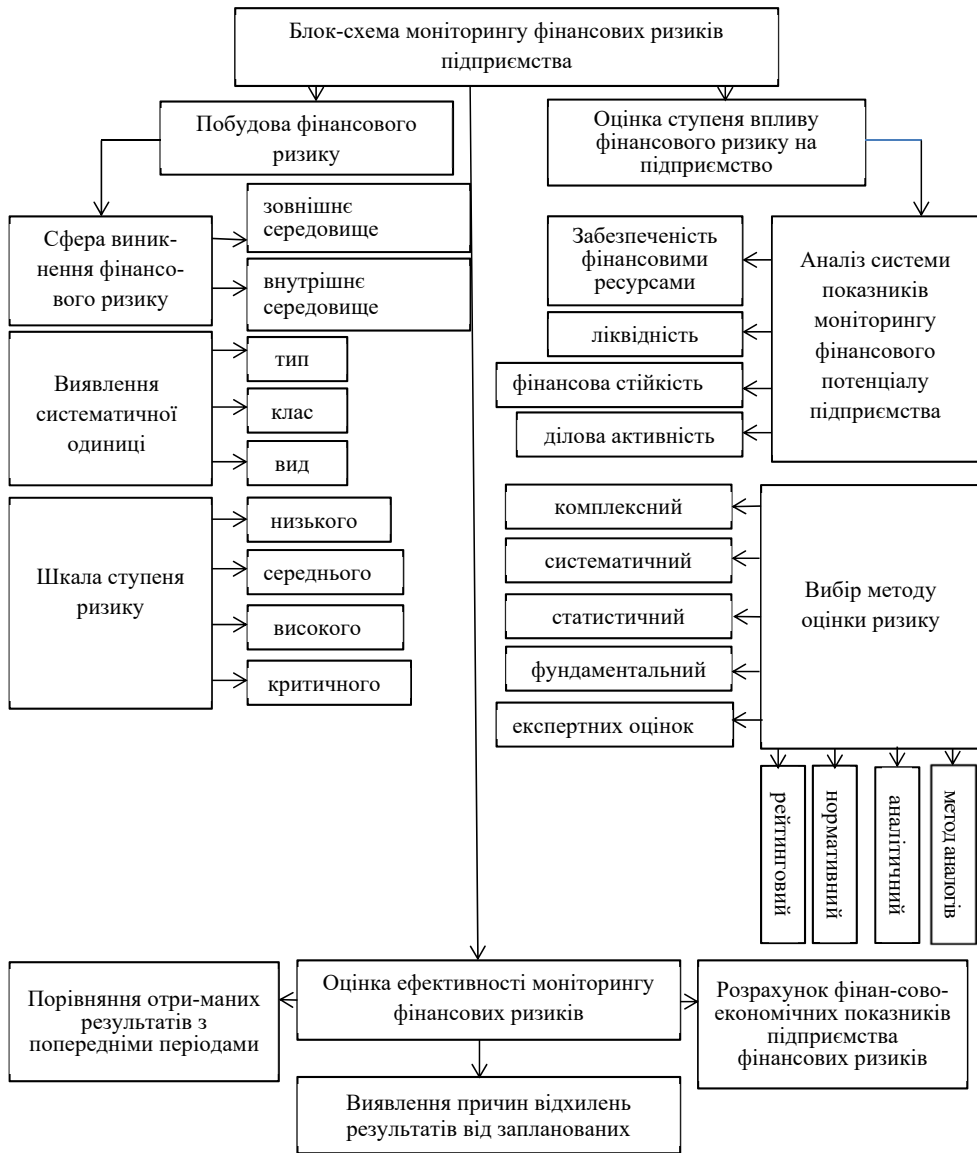 Блок-схема моніторингу фінансових ризиків
підприємства
Побудова фінансового
ризику
Оцінка ступеня впливу
фінансового ризику на
підприємство
Сфера виник-
нення фінансо-
вого ризику
зовнішнє
середовище
внутрішнє
середовище
Виявлення
систематичної
одиниці
тип
клас
вид
Шкала ступеня
ризику
низького
середнього
високого
критичного
Забезпеченість
фінансовими
ресурсами
ліквідність
фінансова стійкість
ділова активність
Аналіз системи
показників
моніторингу
фінансового
потенціалу
підприємства
комплексний
систематичний
статистичний
фундаментальний
експертних оцінок
Вибір методу
оцінки ризику
рейтинговий
нормативний
аналітичний
метод аналогів
Порівняння отри-маних
результатів з
попередніми періодами
Оцінка ефективності моніторингу
фінансових ризиків
Розрахунок фінан-сово-
економічних показників
підприємства
фінансових ризиків
Виявлення причин відхилень
результатів від запланованих